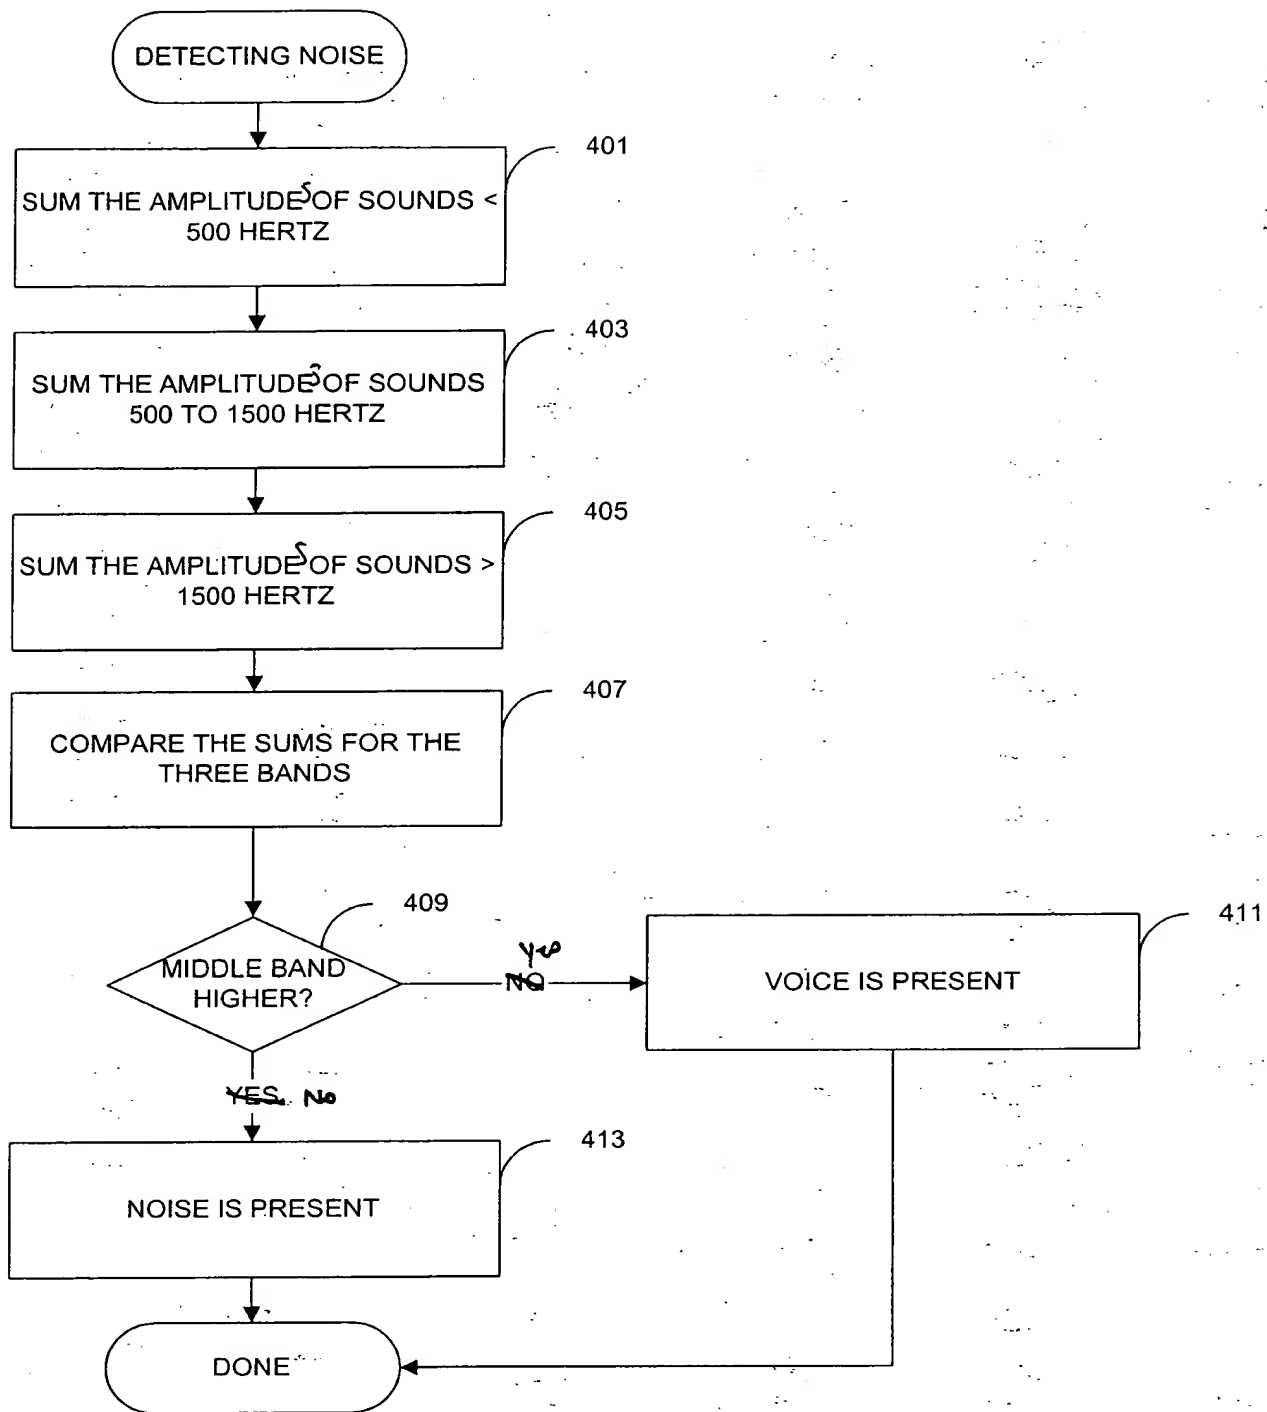 DETECTING NOISE
401
SUM THE AMPLITUDES OF SOUNDS <
500 HERTZ
403
SUM THE AMPLITUDES OF SOUNDS
500 TO 1500 HERTZ
405
SUM THE AMPLITUDES OF SOUNDS >
1500 HERTZ
407
COMPARE THE SUMS FOR THE
THREE BANDS
409
MIDDLE BAND
HIGHER?
Yes
NO
411
VOICE IS PRESENT
YES No
413
NOISE IS PRESENT
DONE